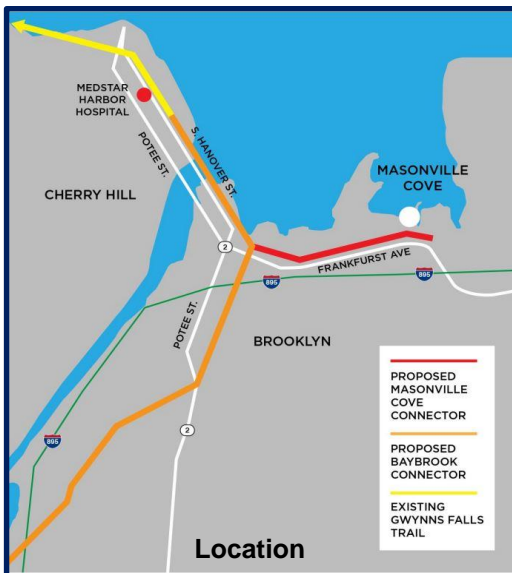 MEDSTAR
HARBOR
HOSPITAL
POTEE ST.
S. HANOVER ST.
CHERRY HILL
MASONVILLE
COVE
2
FRANKFURST AVE
895
895
POTEE ST.
BROOKLYN
895
2
PROPOSED
MASONVILLE
COVE
CONNECTOR
PROPOSED
BAYBROOK
CONNECTOR
EXISTING
GWYNNS FALLS
TRAIL
Location